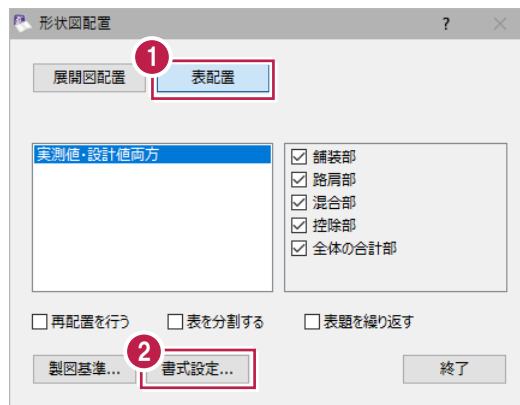 形状図配置
?
1
展開図配置
表配置
実測値・設計値両方
舗装部
路肩部
混合部
控除部
全体の合計部
再配置を行う
表を分割する
表題を繰り返す
2
製図基準...
書式設定...
終了